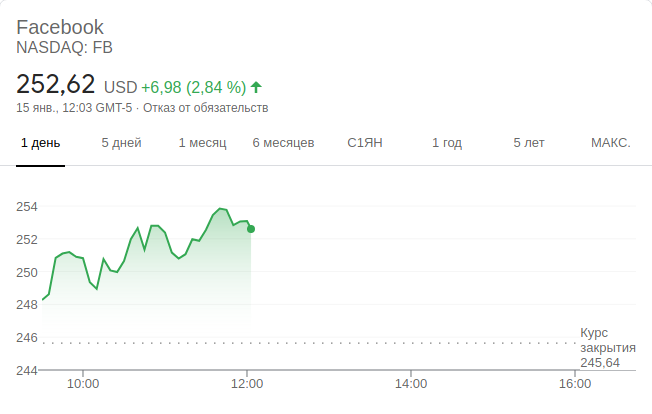 Facebook
NASDAQ: FB
252,62 USD +6,98 (2,84 %)
15 янв., 12:03 GMT-5 · Отказ от обязательств
1 день 5 дней 1 месяц 6 месяцев С1ЯН 1 год 5 лет МАКС.
254
252
250
248
246
Курс
закрытия
245,64
244
10:00 12:00 14:00 16:00